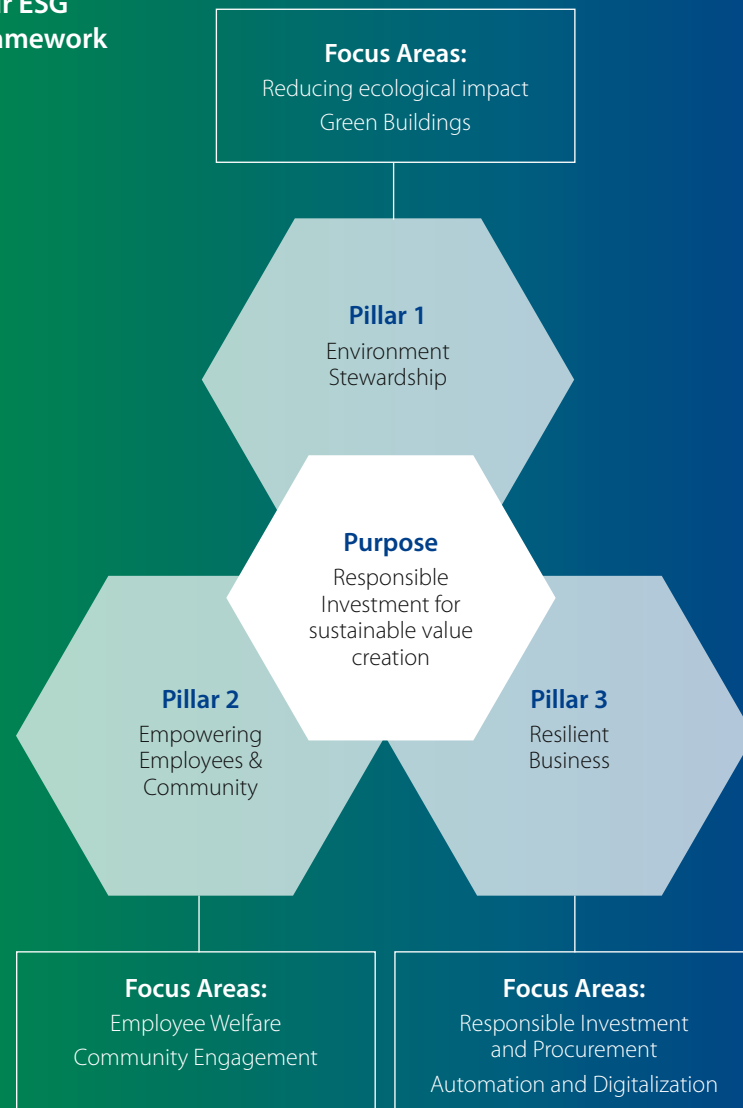 ESG
Framework
Focus Areas:
Reducing ecological impact
Green Buildings
Pillar 1
Environment
Stewardship
Purpose
Responsible
Investment for
sustainable value
creation
Pillar 2
Empowering
Employees &
Community
Pillar 3
Resilient
Business
Focus Areas:
Employee Welfare
Community Engagement
Focus Areas:
Responsible Investment
and Procurement
Automation and Digitalization